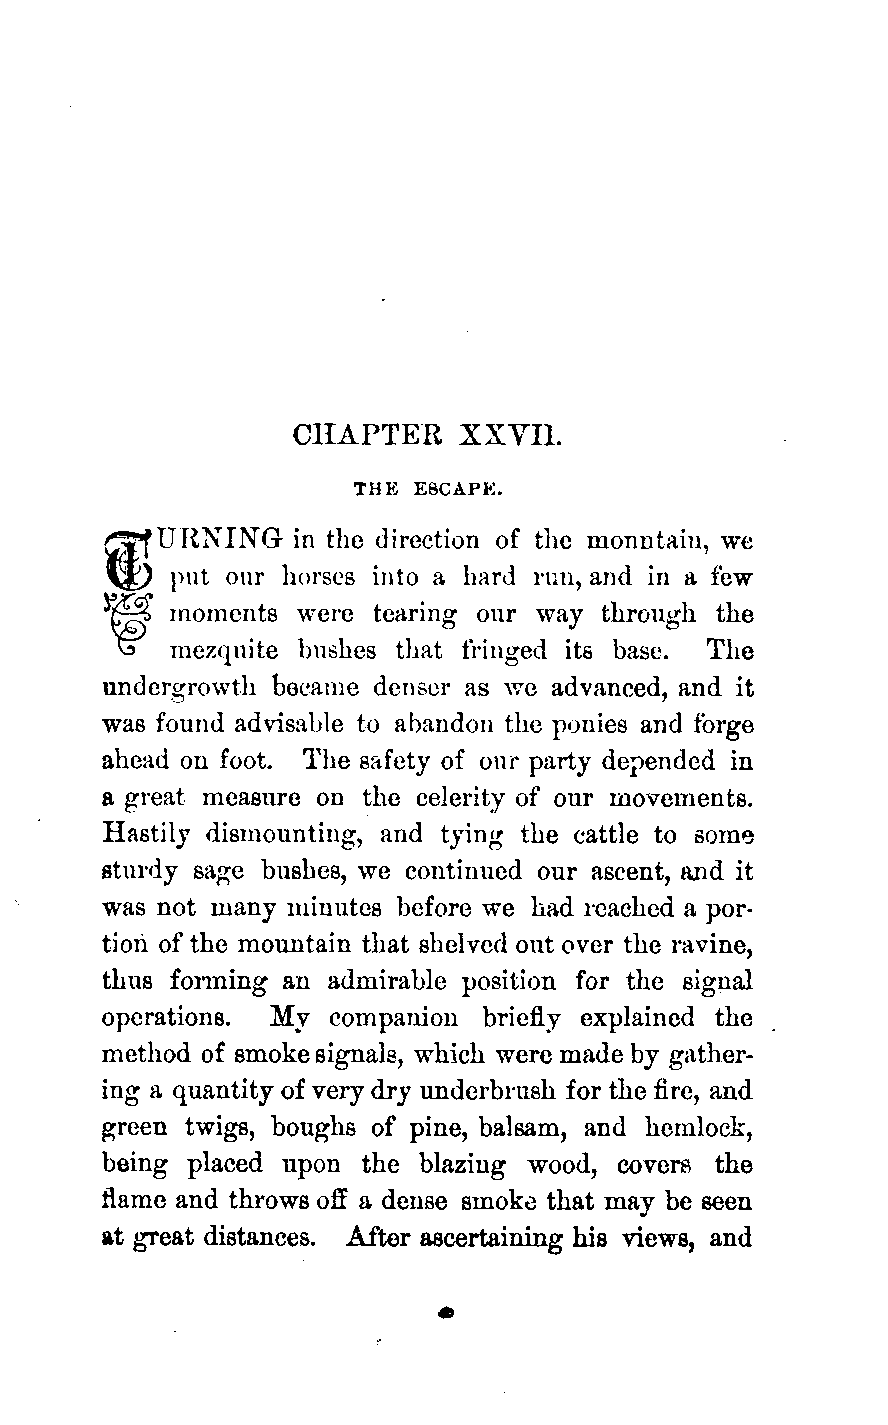 CHAPTER XXVII.
THE ESCAPE.
TURNING in the direction of the mountain, we
put our horses into a hard run, and in a few
moments were tearing our way through the
mezquite bushes that fringed its base. The
undergrowth became denser as we advanced, and it
was found advisable to abandon the ponies and forge
ahead on foot. The safety of our party depended in
a great measure on the celerity of our movements.
Hastily dismounting, and tying the cattle to some
sturdy sage bushes, we continued our ascent, and it
was not many minutes before we had reached a por-
tion of the mountain that shelved out over the ravine,
thus forming an admirable position for the signal
operations. My companion briefly explained the
method of smoke signals, which were made by gather-
ing a quantity of very dry underbrush for the fire, and
green twigs, boughs of pine, balsam, and hemlock,
being placed upon the blazing wood, covers the
flame and throws off a dense smoke that may be seen
at great distances. After ascertaining his views, and